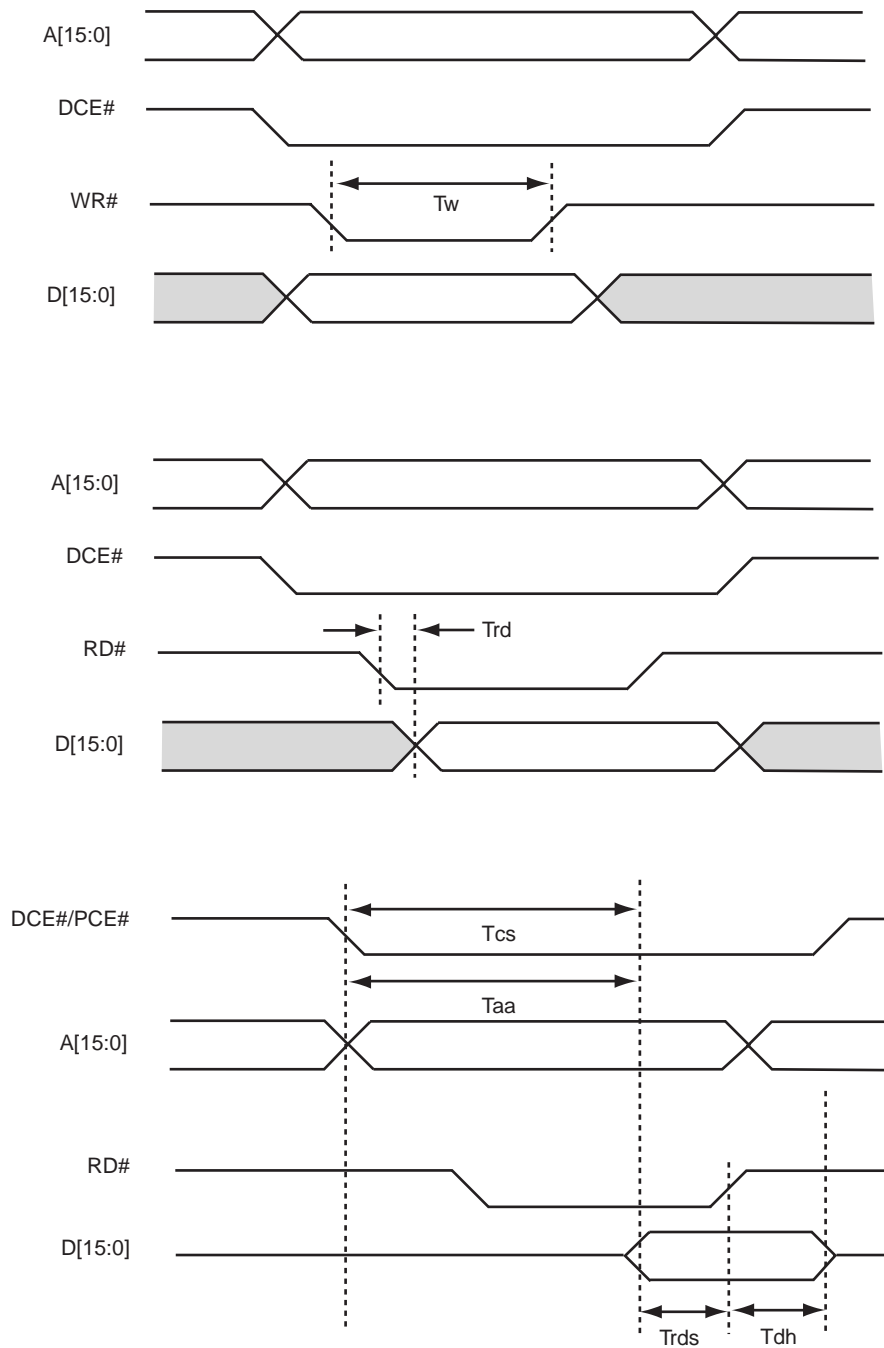 A[15:0]
DCE#
WR#
Tw
D[15:0]
A[15:0]
DCE#
Trd
RD#
D[15:0]
DCE#/PCE#
Tcs
Taa
A[15:0]
RD#
D[15:0]
Trds
Tdh